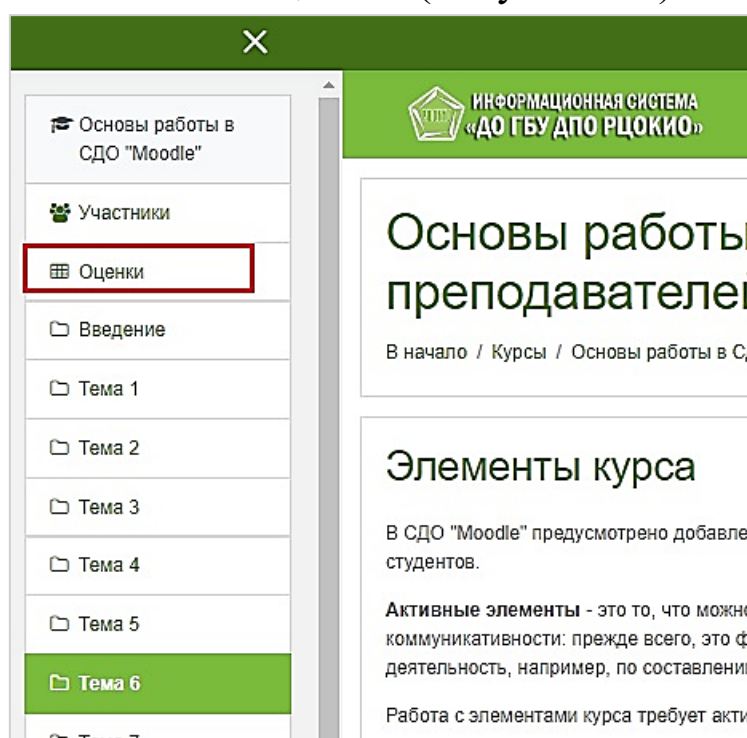 Основы работы в
СДО "Moodle"
Участники
Оценки
Введение
Тема 1
Тема 2
Тема 3
Тема 4
Тема 5
Тема 6
ИНФОРМАЦИОННАЯ СИСТЕМА
«ДО ГБУ ДПО РЦОКИО»
Основы работы
преподавателе
В начало / Курсы / Основы работы в С
Элементы курса
В СДО "Moodle" предусмотрено добавле
студентов.
Активные элементы - это то, что можно
коммуникативности: прежде всего, это ф
деятельность, например, по составлени
Работа с элементами курса требует акти